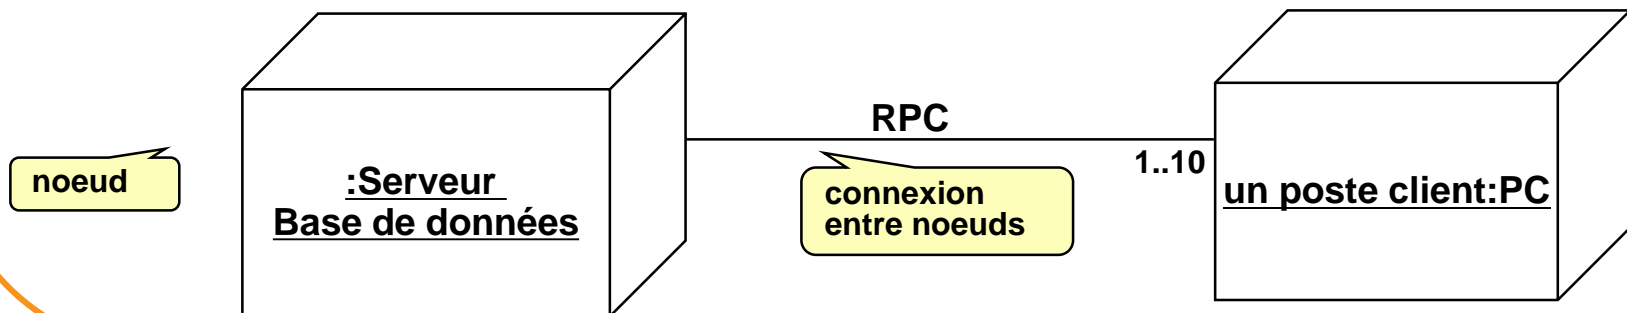 noeud
:Serveur
Base de données
RPC
connexion
entre noeuds
1..10
un poste client:PC